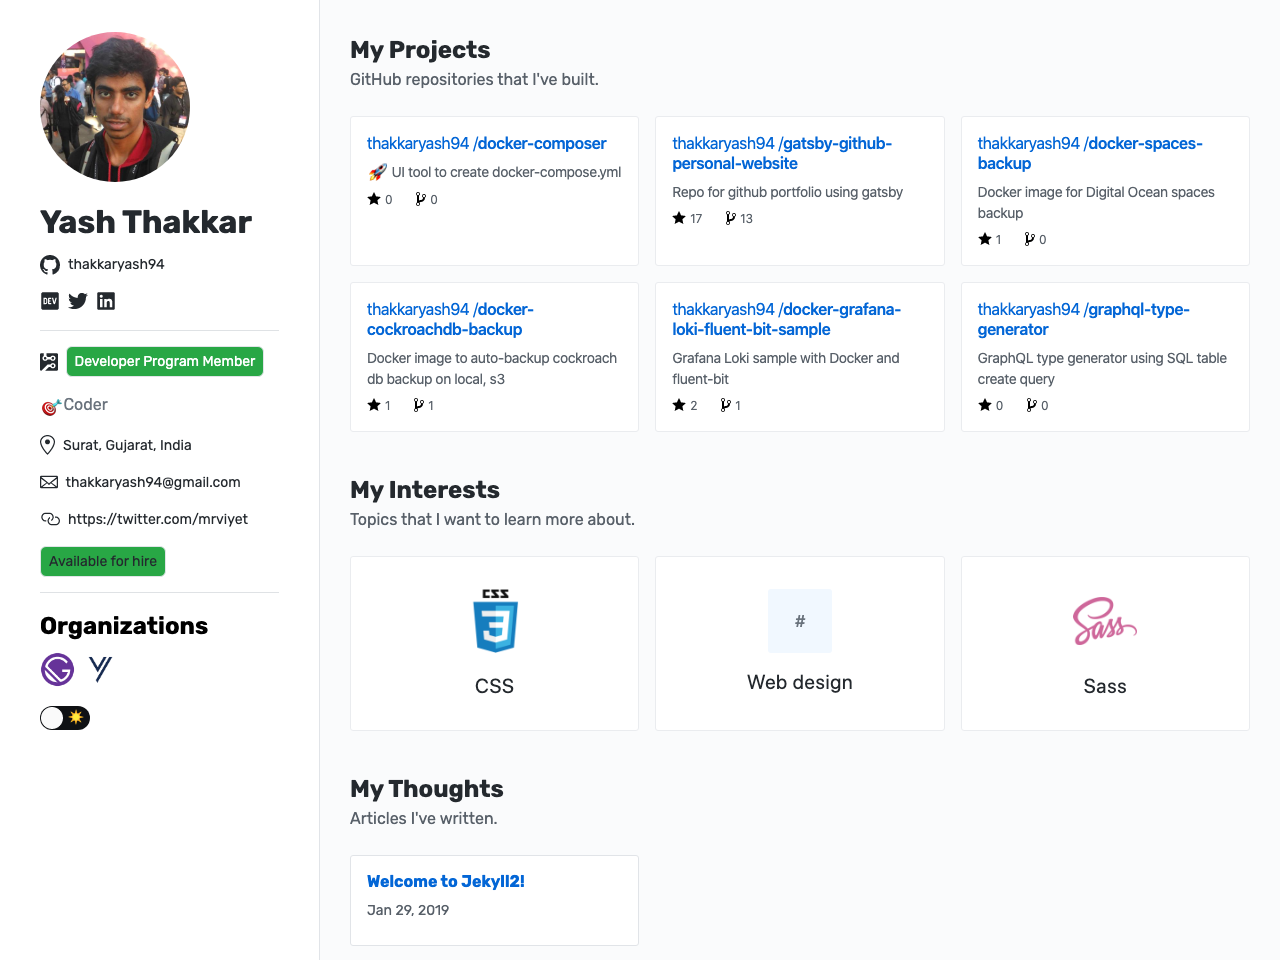 Yash Thakkar
thakkaryash94
DEV
Developer Program Member
Coder
Surat, Gujarat, India
thakkaryash94@gmail.com
https://twitter.com/mrviyet
Available for hire
Organizations
My Projects
GitHub repositories that I've built.
thakkaryash94 /docker-composer
🚀 UI tool to create docker-compose.yml
0 0
thakkaryash94 /gatsby-github-
personal-website
Repo for github portfolio using gatsby
17 13
thakkaryash94 /docker-spaces-
backup
Docker image for Digital Ocean spaces
backup
1 0
thakkaryash94 /docker-
cockroachdb-backup
Docker image to auto-backup cockroach
db backup on local, s3
1 1
thakkaryash94 /docker-grafana-
loki-fluent-bit-sample
Grafana Loki sample with Docker and
fluent-bit
2 1
thakkaryash94 /graphql-type-
generator
GraphQL type generator using SQL table
create query
0 0
My Interests
Topics that I want to learn more about.
CSS
3
CSS
#
Web design
Sass
Sass
My Thoughts
Articles I've written.
Welcome to Jekyll2!
Jan 29, 2019